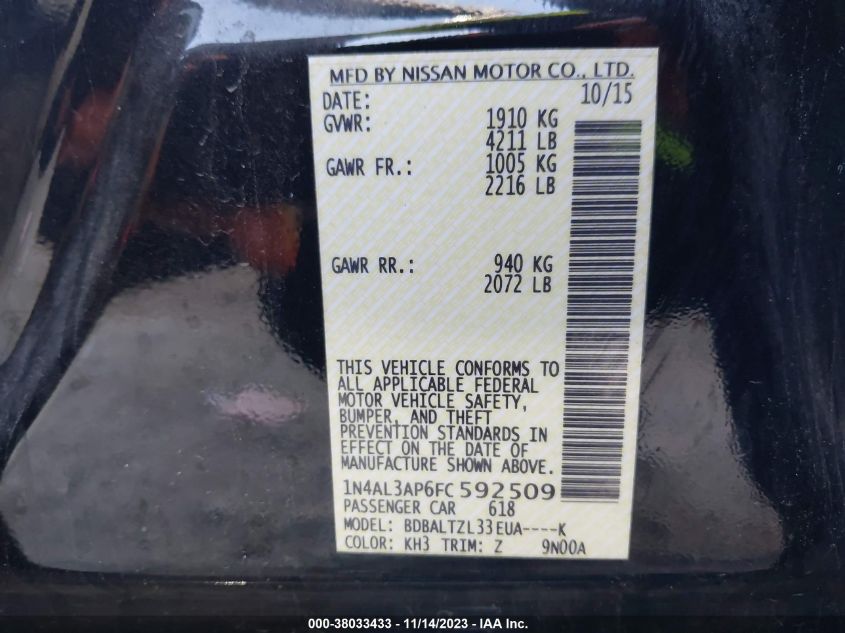 MFD BY NISSAN MOTOR CO., LTD.
DATE: 10/15
GVWR: 1910 KG
4211 LB
GAWR FR.: 1005 KG
2216 LB
GAWR RR.: 940 KG
2072 LB
THIS VEHICLE CONFORMS TO
ALL APPLICABLE FEDERAL
MOTOR VEHICLE SAFETY,
BUMPER, AND THEFT
PREVENTION STANDARDS IN
EFFECT ON THE DATE OF
MANUFACTURE SHOWN ABOVE.
1N4AL3AP6FC592509
PASSENGER CAR 618
MODEL: BDBALTZL33EUA----K
COLOR: KH3 TRIM: Z 9N00A
000-38033433 - 11/14/2023 - IAA Inc.